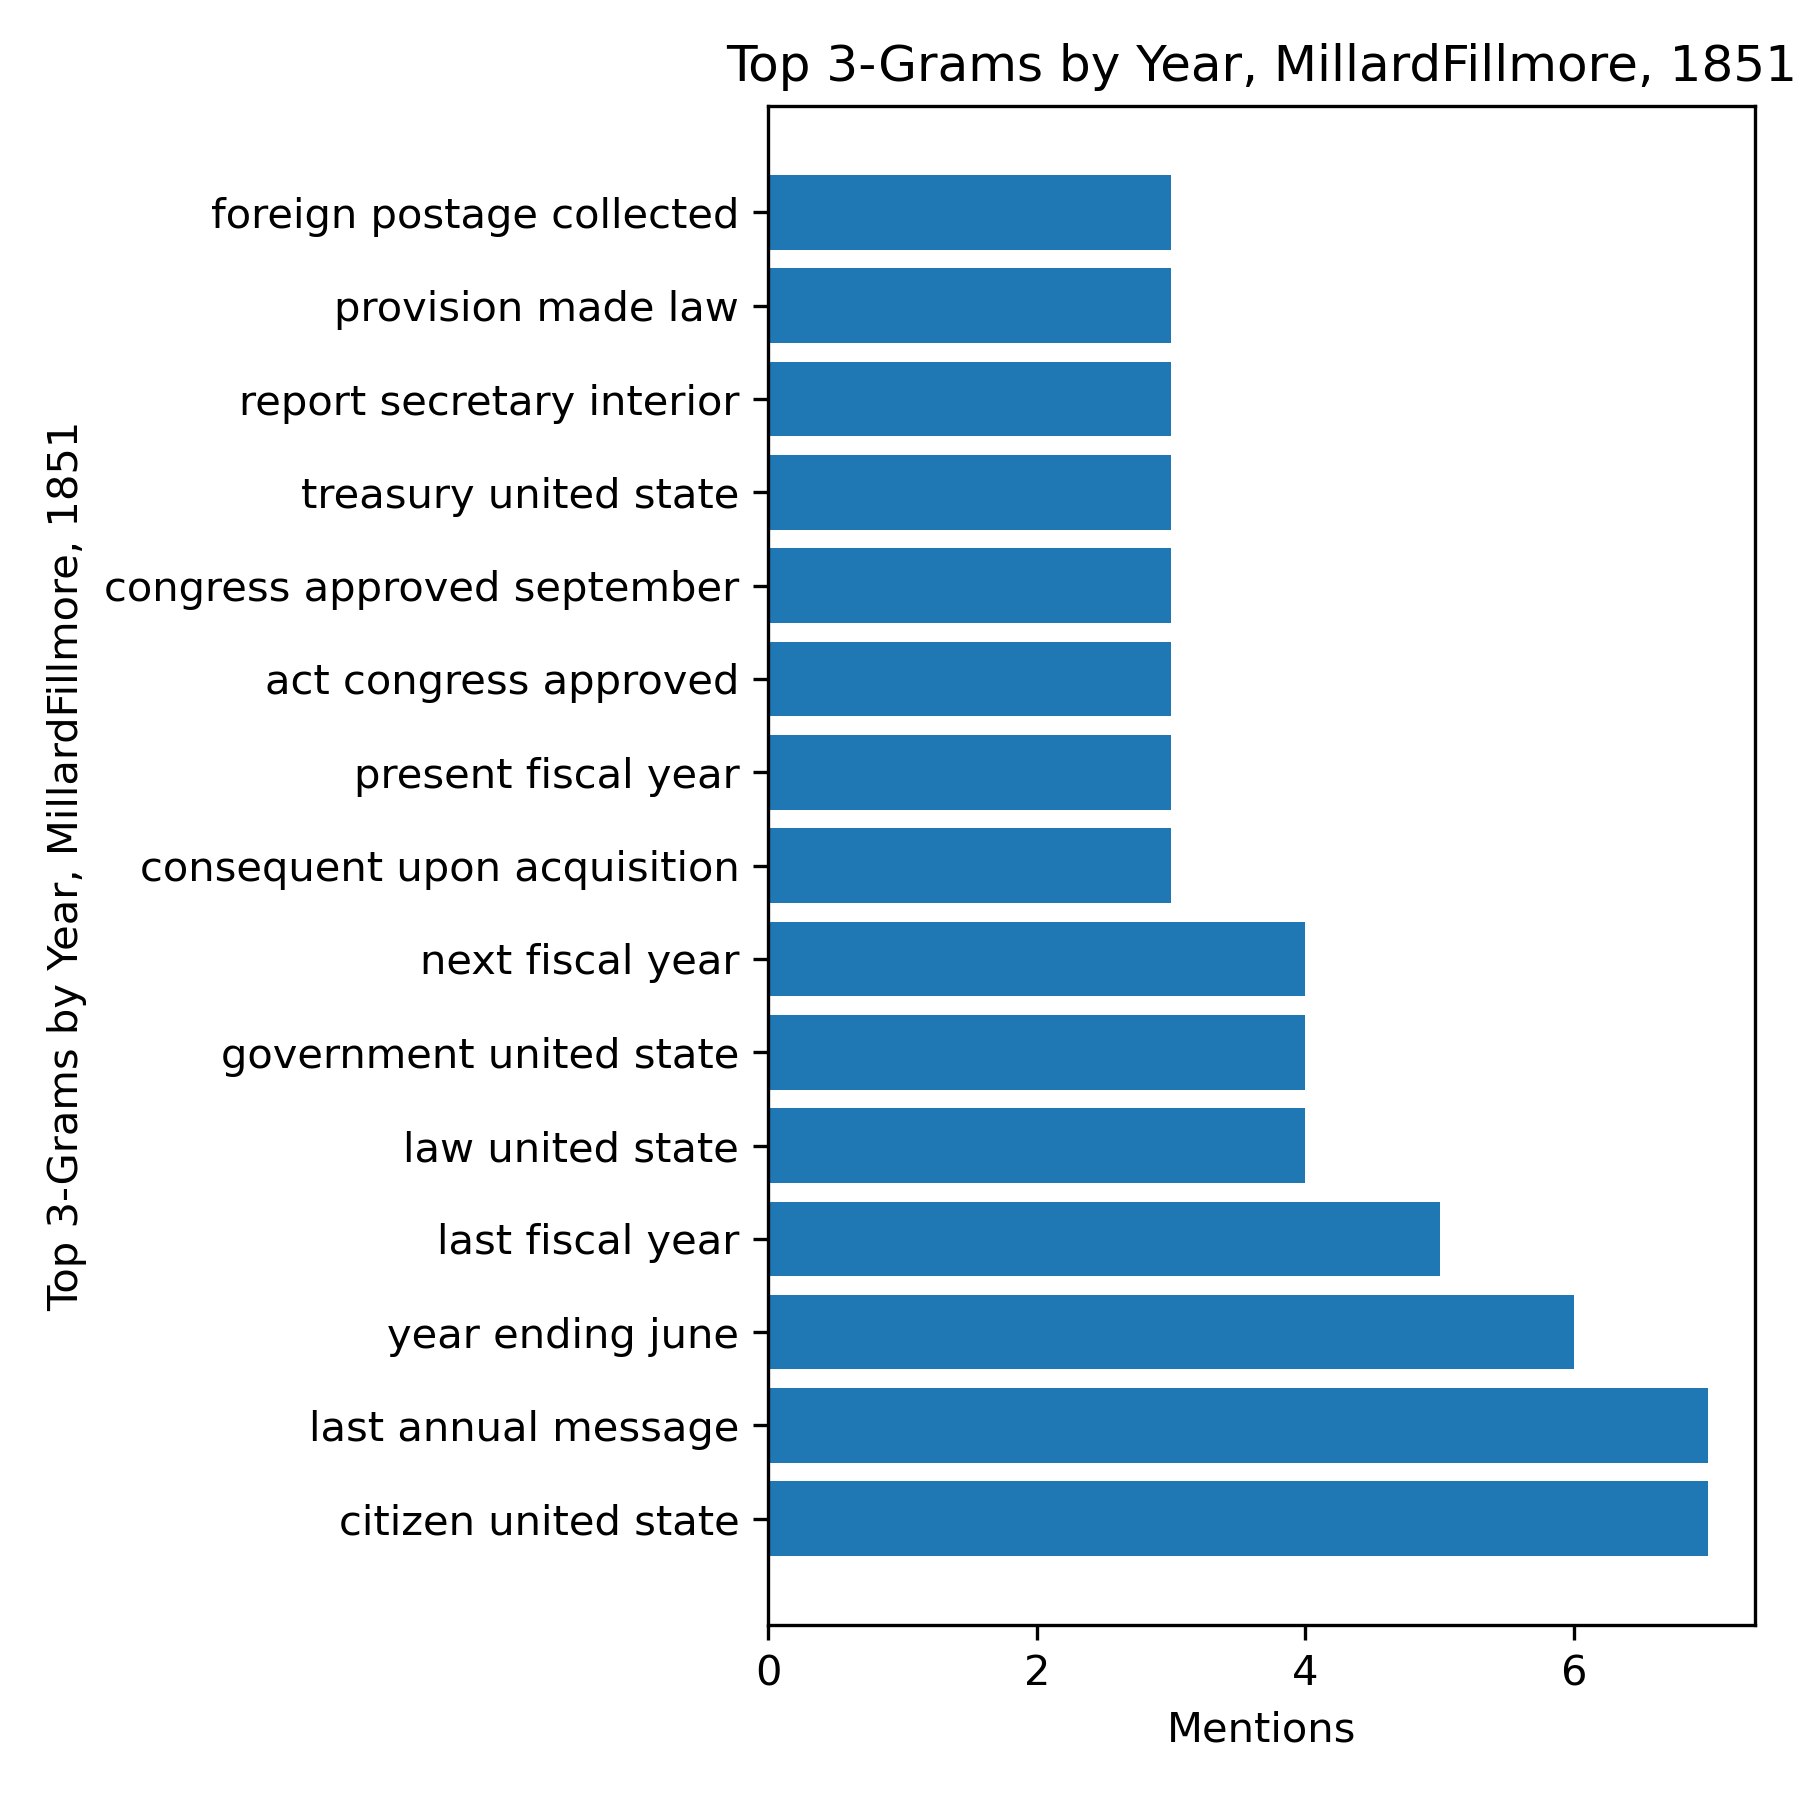 Top 3-Grams by Year, MillardFillmore, 1851
Top 3-Grams by Year, MillardFillmore, 1851
foreign postage collected
provision made law
report secretary interior
treasury united state
congress approved september
act congress approved
present fiscal year
consequent upon acquisition
next fiscal year
government united state
law united state
last fiscal year
year ending june
last annual message
citizen united state
0 2 4 6
Mentions